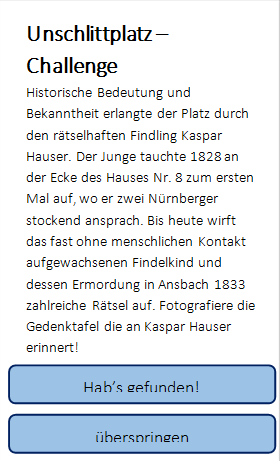 Unschlittplatz –
Challenge
Historische Bedeutung und
Bekanntheit erlangte der Platz durch
den rätselhaften Findling Kaspar
Hauser. Der Junge tauchte 1828 an
der Ecke des Hauses Nr. 8 zum ersten
Mal auf, wo er zwei Nürnberger
stockend ansprach. Bis heute wirft
das fast ohne menschlichen Kontakt
aufgewachsenen Findelkind und
dessen Ermordung in Ansbach 1833
zahlreiche Rätsel auf. Fotografiere die
Gedenktafel die an Kaspar Hauser
erinnert!
Hab's gefunden!
überspringen